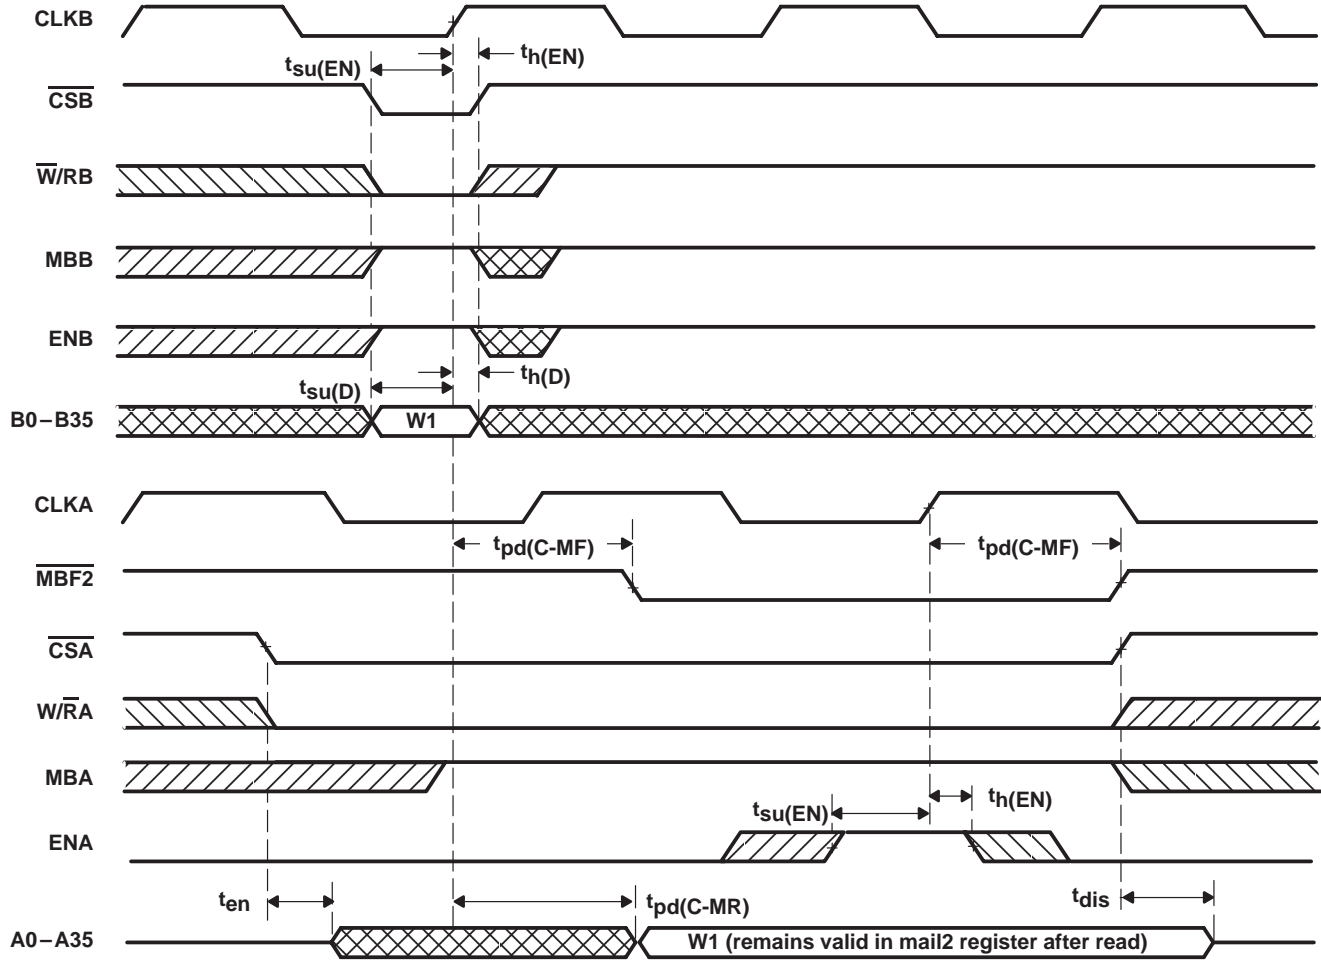 CLKB
th(EN)
tsu(EN)
CSB
W/RB
MBB
ENB
tsu(D)
th(D)
B0–B35
W1
CLKA
tpd(C-MF)
tpd(C-MF)
MBF2
CSA
W/RA
MBA
tsu(EN)
th(EN)
ENA
ten
tpd(C-MR)
tdis
A0–A35
W1 (remains valid in mail2 register after read)